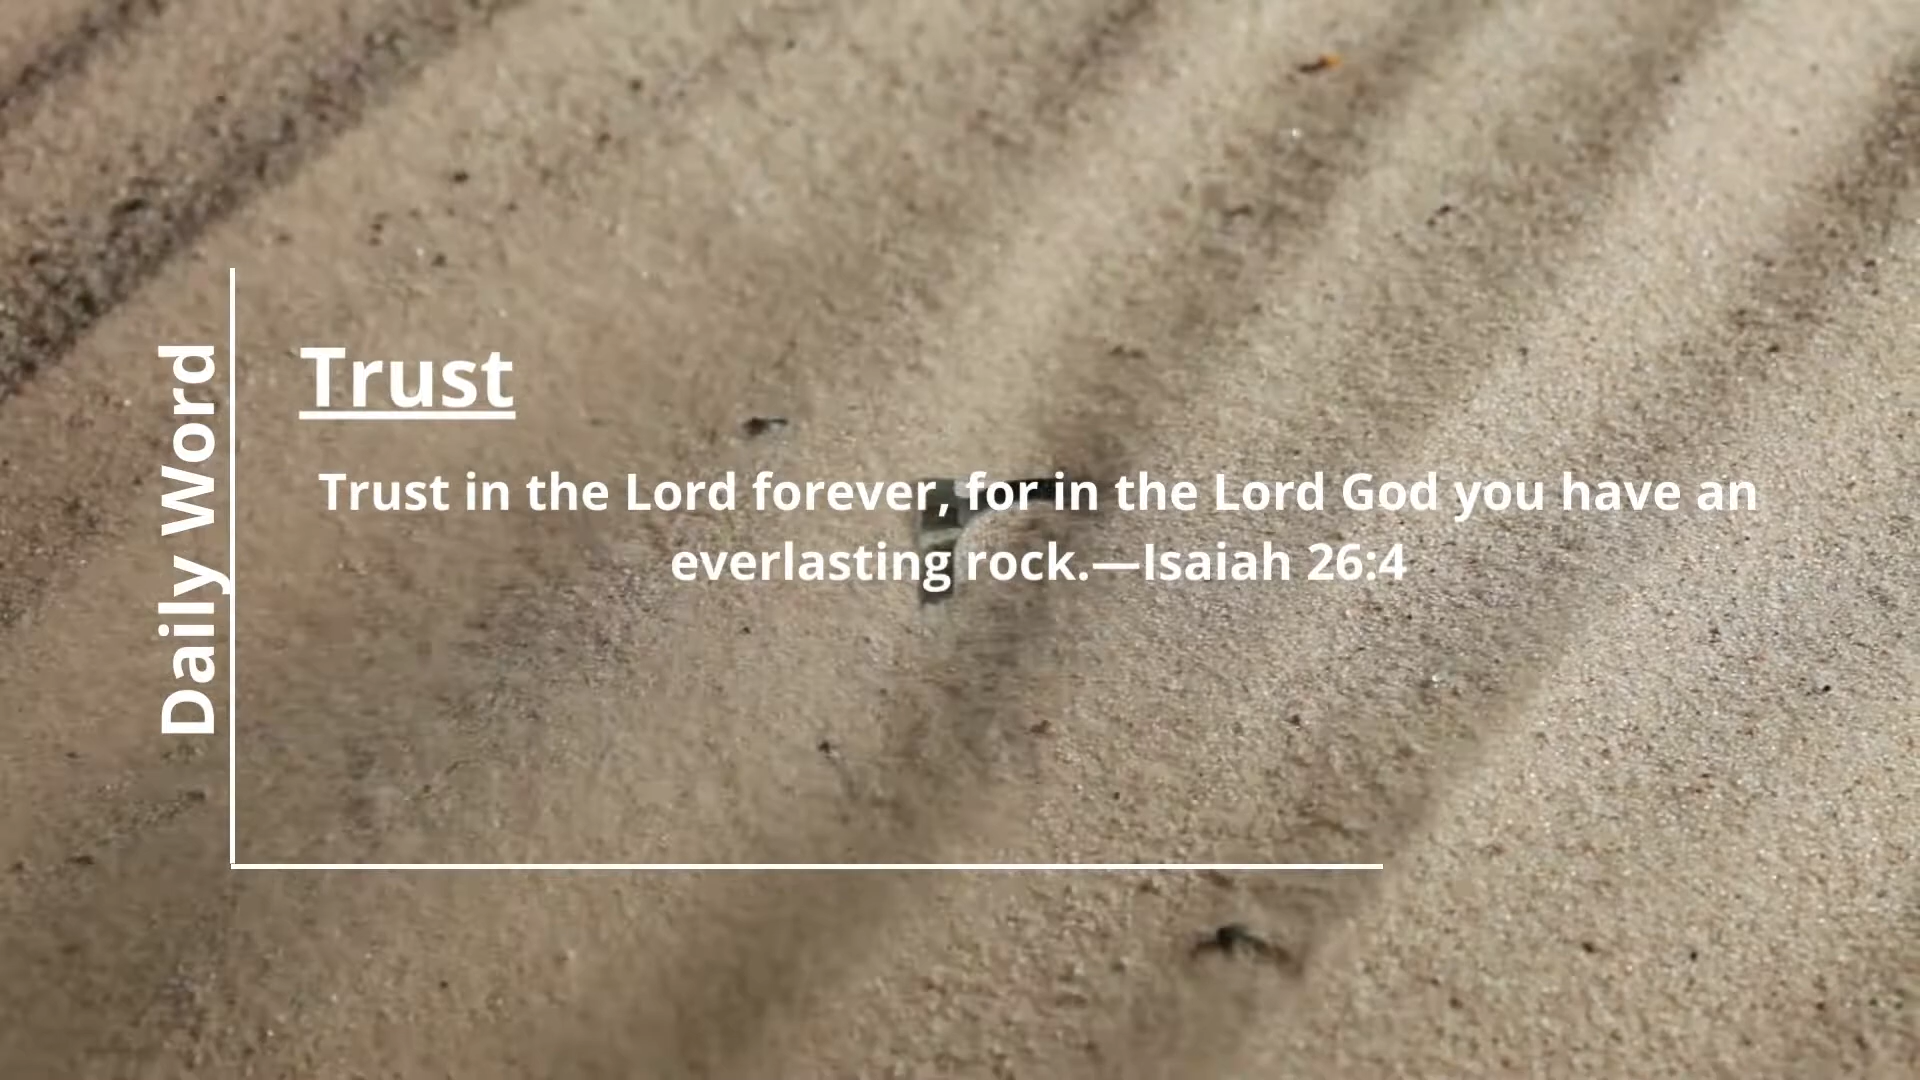 Daily Word
Trust
Trust in the Lord forever, for in the Lord God you have an
everlasting rock.—Isaiah 26:4